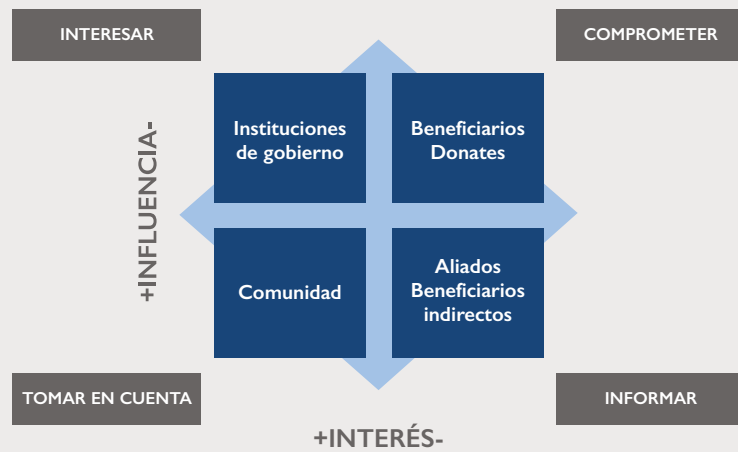 INTERESAR
COMPROMETER
Instituciones
de gobierno
Beneficiarios
Donates
+INFLUENCIA-
Comunidad
Aliados
Beneficiarios
indirectos
TOMAR EN CUENTA
INFORMAR
+INTERÉS-